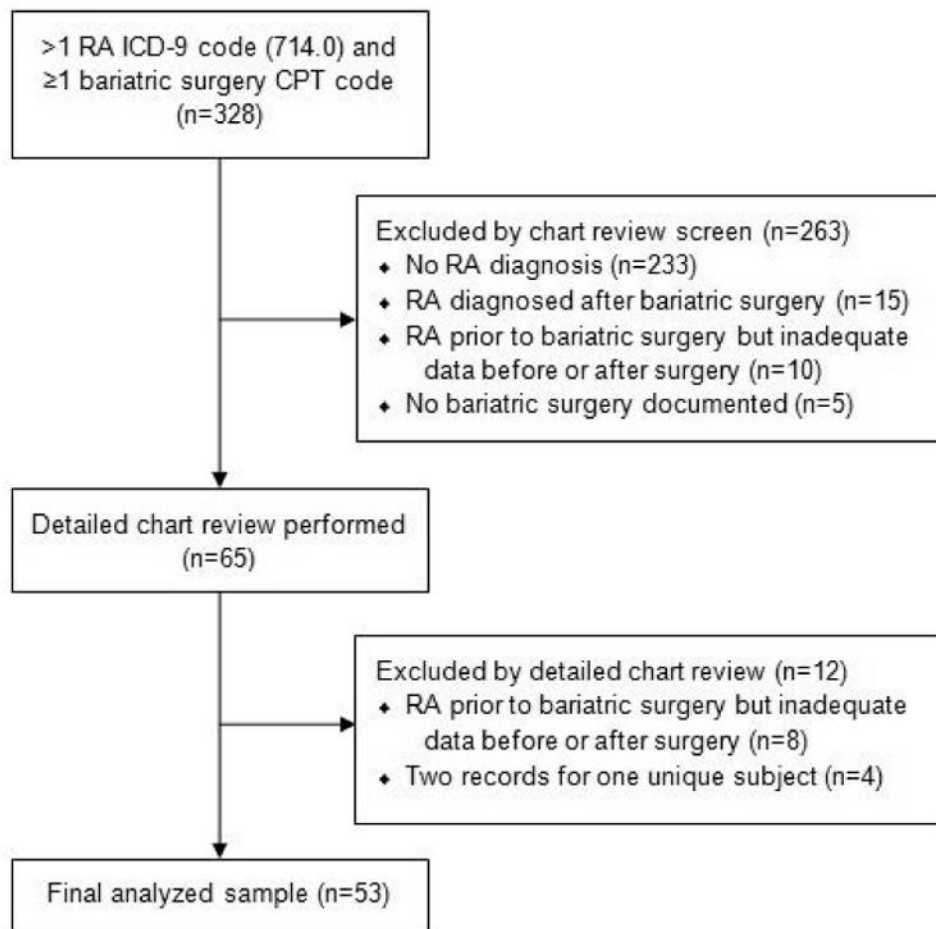 >1 RA ICD-9 code (714.0) and
≥1 bariatric surgery CPT code
(n=328)
Excluded by chart review screen (n=263)
♦ No RA diagnosis (n=233)
♦ RA diagnosed after bariatric surgery (n=15)
♦ RA prior to bariatric surgery but inadequate
data before or after surgery (n=10)
♦ No bariatric surgery documented (n=5)
Detailed chart review performed
(n=65)
Excluded by detailed chart review (n=12)
♦ RA prior to bariatric surgery but inadequate
data before or after surgery (n=8)
♦ Two records for one unique subject (n=4)
Final analyzed sample (n=53)